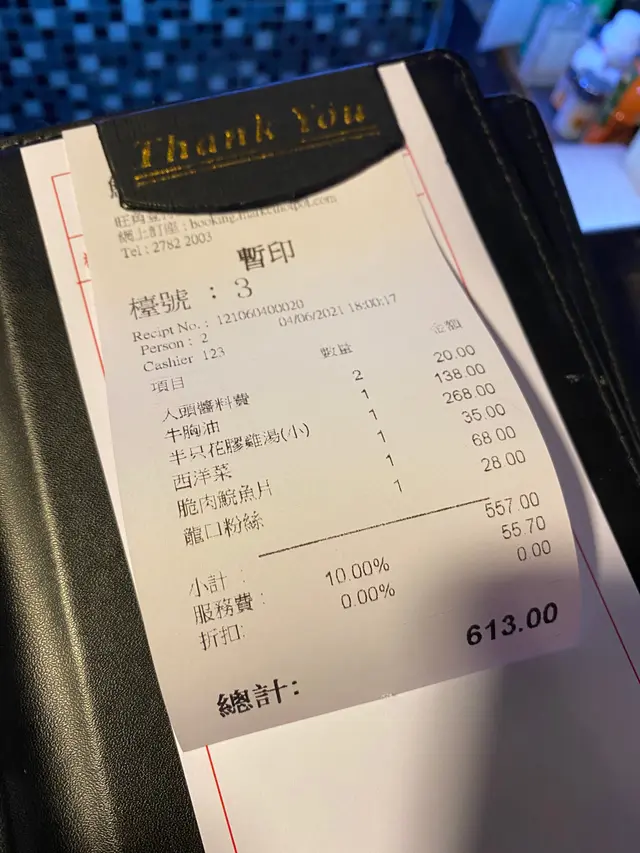 Thank You
網上訂座 : booking.markethotpot.com
Tel : 2782 2003
暫印
檯號 : 3
Recipt No. : 121060400020
Person : 2 04/06/2021 18:00:17
Cashier 123
項目 數量 金額
人頭醬料費 2 20.00
牛胸油 1 138.00
半只花膠雞湯(小) 1 268.00
西洋菜 1 35.00
脆肉鯇魚片 1 68.00
龍口粉絲 1 28.00
小計 : 557.00
服務費 : 10.00% 55.70
折扣: 0.00% 0.00
總計: 613.00